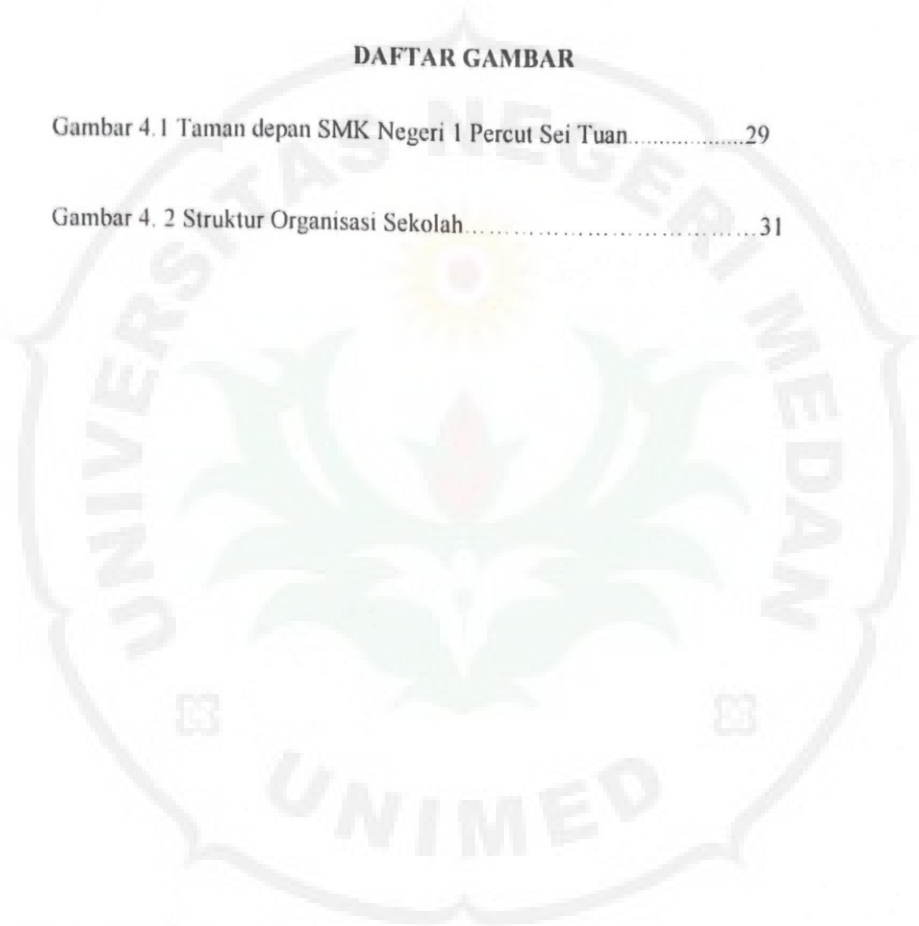 DAFTAR GAMBAR
Gambar 4.1 Taman depan SMK Negeri 1 Percut Sei Tuan...................29
Gambar 4. 2 Struktur Organisasi Sekolah.................................31
UNIVERSITAS NEGERI MEDAN
UNIMED